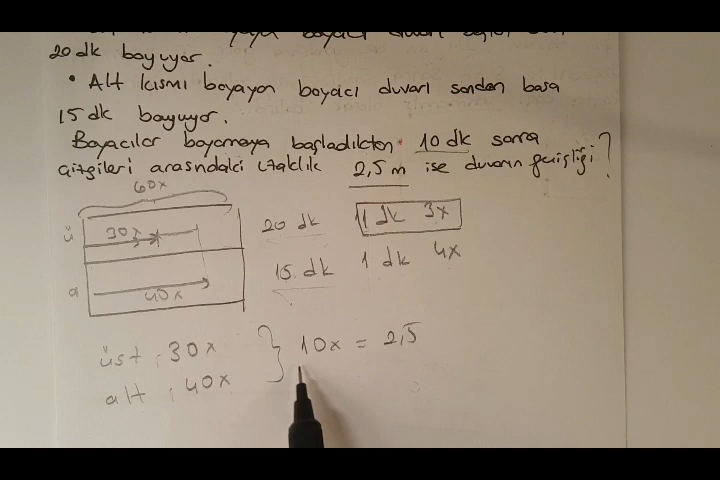 20 dk boyuyor.
• Alt kısmı boyayan boyacı duvarı sondan başa
15 dk boyuyor.
Boyacılar boyamaya başladıktan 10 dk sonra
çizgileri arasındaki uzaklık 2,5 m ise duvarın genişliği?
60x
ü 30x 20 dk 1 dk 3x
a 40x 15 dk 1 dk 4x
üst : 30x
alt : 40x
10x = 2,5